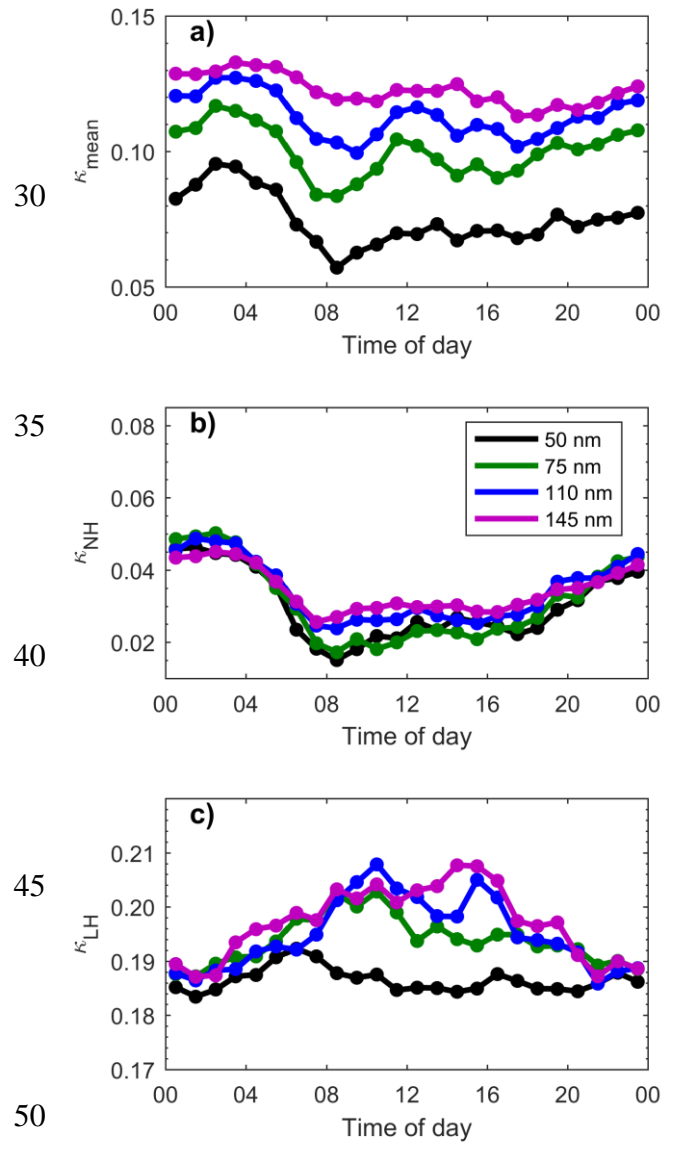 a)
0.15
0.10
0.05
κmean
30
00 04 08 12 16 20 00
Time of day
35
b)
0.08
0.06
0.04
0.02
κNH
50 nm
75 nm
110 nm
145 nm
40
00 04 08 12 16 20 00
Time of day
c)
0.21
0.20
0.19
0.18
0.17
κLH
45
00 04 08 12 16 20 00
Time of day
50